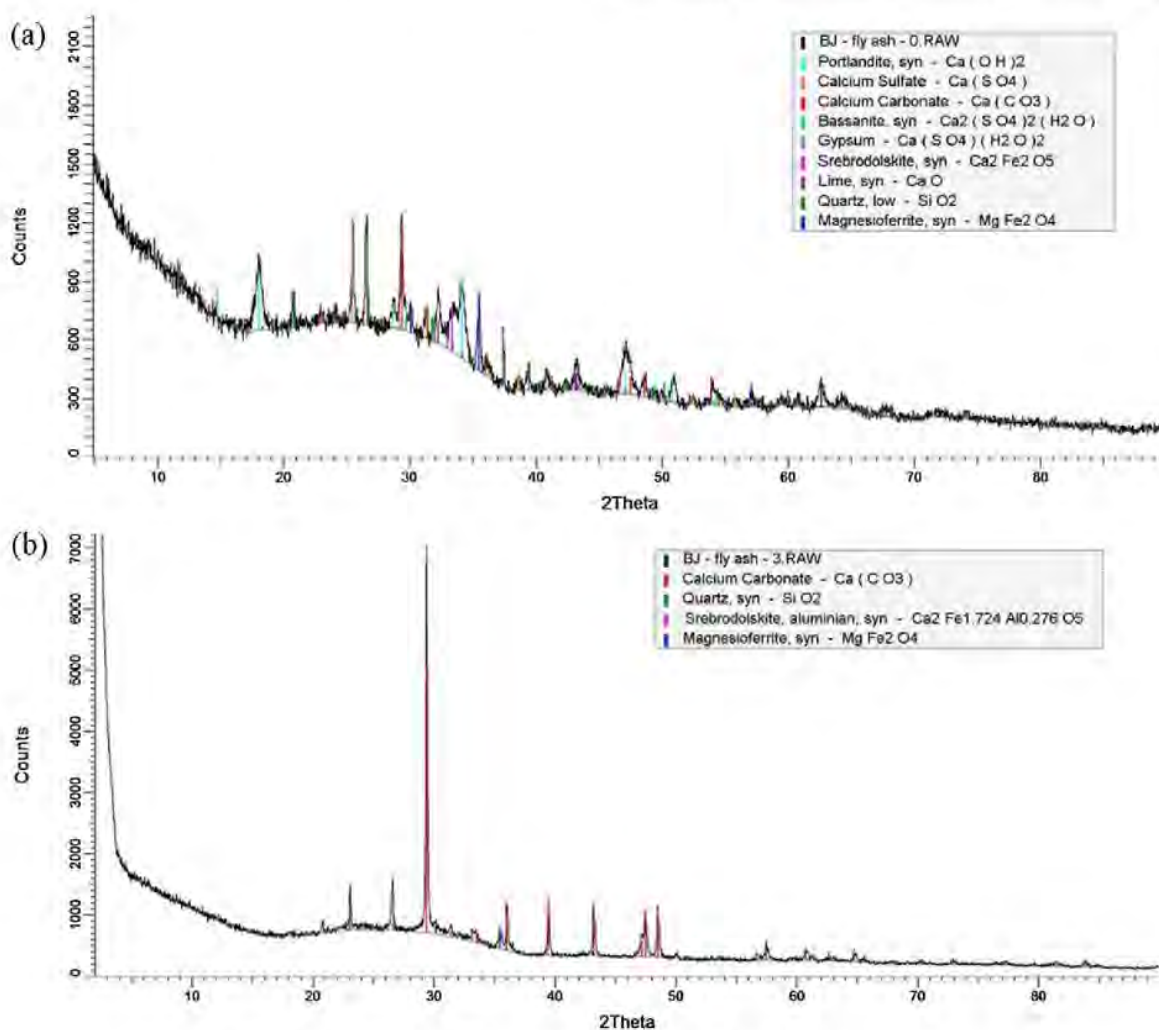 (a)
BJ - fly ash - 0.RAW
Portlandite, syn - Ca ( O H )2
Calcium Sulfate - Ca ( S O4 )
Calcium Carbonate - Ca ( C O3 )
Bassanite, syn - Ca2 ( S O4 )2 ( H2 O )
Gypsum - Ca ( S O4 ) ( H2 O )2
Srebrodolskite, syn - Ca2 Fe2 O5
Lime, syn - Ca O
Quartz, low - Si O2
Magnesioferrite, syn - Mg Fe2 O4
Counts
2100
1800
1500
1200
900
600
300
0
10 20 30 40 50 60 70 80
2Theta
(b)
BJ - fly ash - 3.RAW
Calcium Carbonate - Ca ( C O3 )
Quartz, syn - Si O2
Srebrodolskite, aluminian, syn - Ca2 Fe1.724 Al0.276 O5
Magnesioferrite, syn - Mg Fe2 O4
Counts
7000
6000
5000
4000
3000
2000
1000
0
10 20 30 40 50 60 70 80
2Theta